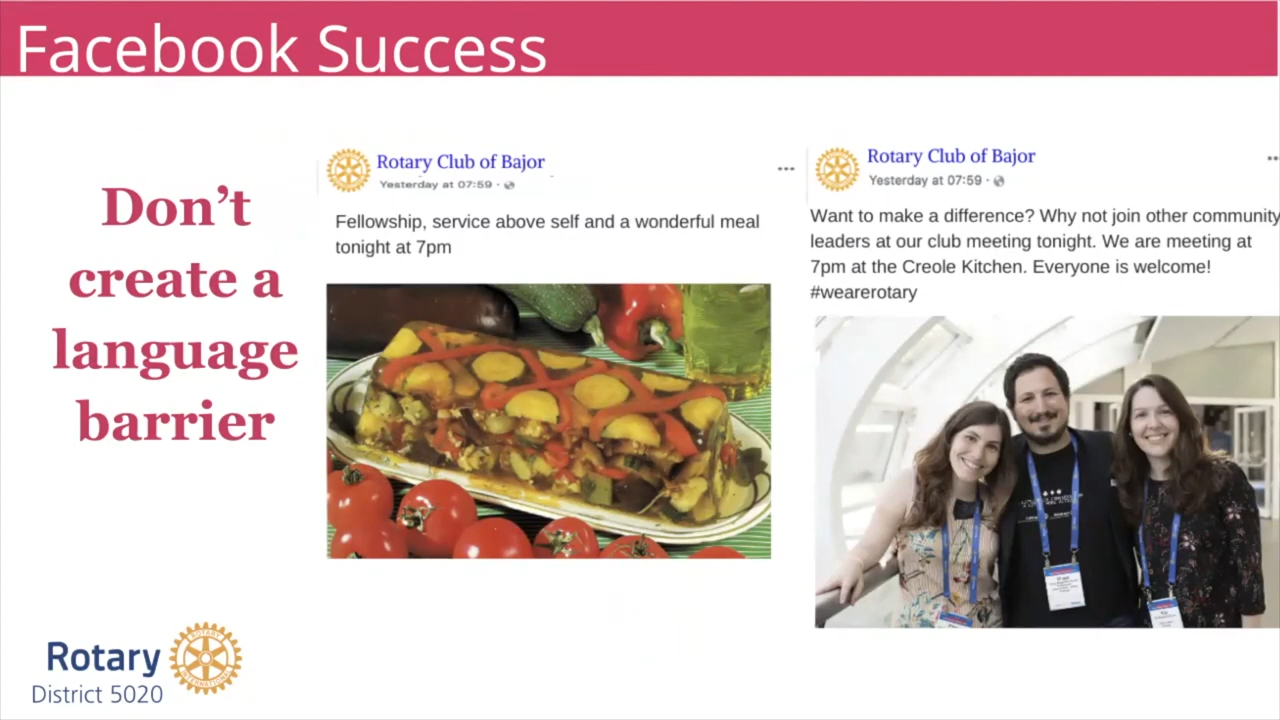 Facebook Success
Don't
create a
language
barrier
Rotary Club of Bajor
Yesterday at 07:59 ·
Fellowship, service above self and a wonderful meal
tonight at 7pm
Rotary Club of Bajor
Yesterday at 07:59 ·
Want to make a difference? Why not join other community
leaders at our club meeting tonight. We are meeting at
7pm at the Creole Kitchen. Everyone is welcome!
#wearerotary
Rotary
District 5020
ROTARY
INTERNATIONAL